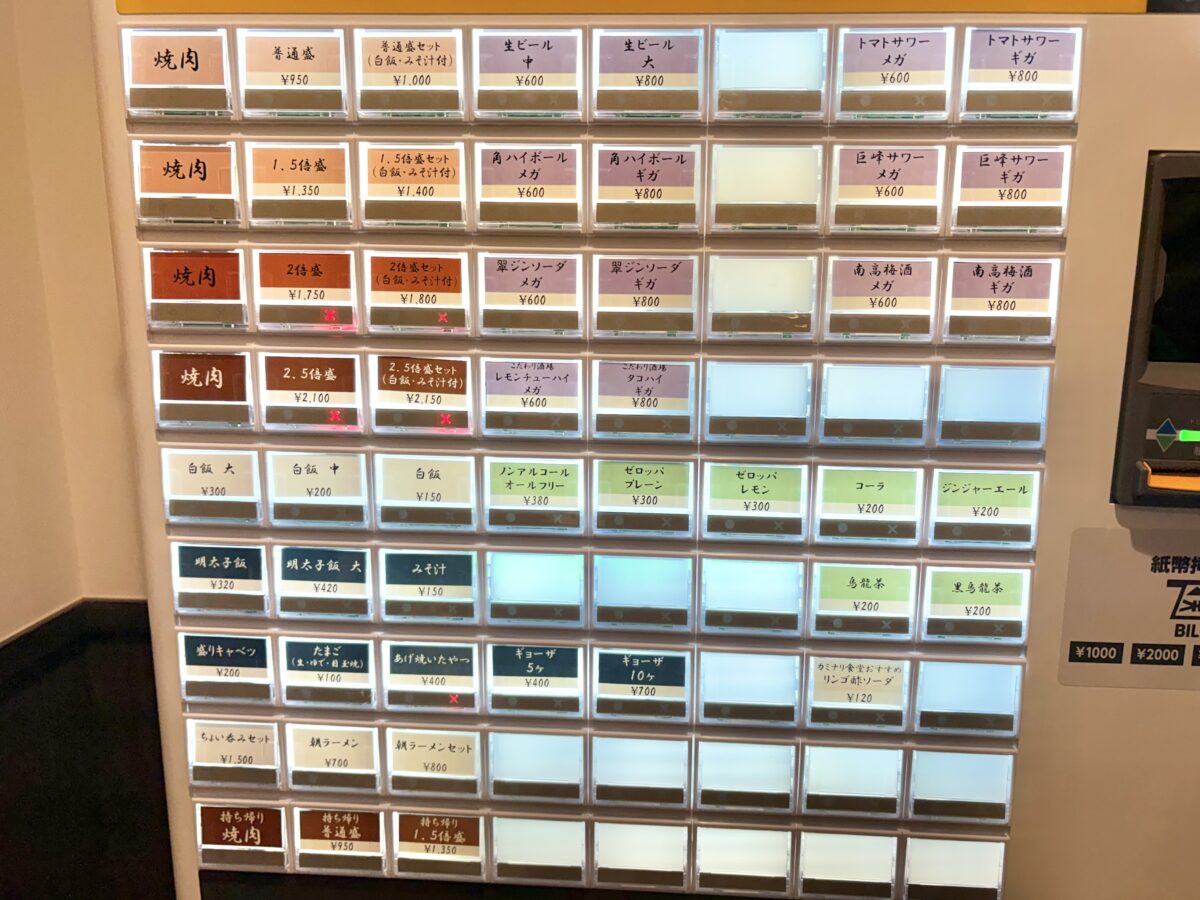 焼肉
普通盛
¥950
普通盛セット
(白飯・みそ汁付)
¥1,000
生ビール
中
¥600
生ビール
大
¥800
トマトサワー
メガ
¥600
トマトサワー
ギガ
¥800
焼肉
1.5倍盛
¥1,350
1.5倍盛セット
(白飯・みそ汁付)
¥1,400
角ハイボール
メガ
¥600
角ハイボール
ギガ
¥800
巨峰サワー
メガ
¥600
巨峰サワー
ギガ
¥800
焼肉
2倍盛
¥1,750
2倍盛セット
(白飯・みそ汁付)
¥1,800
翠ジンソーダ
メガ
¥600
翠ジンソーダ
ギガ
¥800
南高梅酒
メガ
¥600
南高梅酒
ギガ
¥800
焼肉
2.5倍盛
¥2,100
2.5倍盛セット
(白飯・みそ汁付)
¥2,150
こだわり酒場
レモンチューハイ
メガ
¥600
こだわり酒場
タコハイ
ギガ
¥800
白飯 大
¥300
白飯 中
¥200
白飯
¥150
ノンアルコール
オールフリー
¥380
ゼロッパ
プレーン
¥300
ゼロッパ
レモン
¥300
コーラ
¥200
ジンジャーエール
¥200
明太子飯
¥320
明太子飯 大
¥420
みそ汁
¥150
烏龍茶
¥200
黒烏龍茶
¥200
盛りキャベツ
¥200
たまご
(生・ゆで・目玉焼)
¥100
あげ焼いたやつ
¥400
ギョーザ
5ヶ
¥400
ギョーザ
10ヶ
¥700
カミナリ食堂おすすめ
リンゴ酢ソーダ
¥120
ちょい呑みセット
¥1,500
朝ラーメン
¥700
朝ラーメンセット
¥800
持ち帰り
焼肉
持ち帰り
普通盛
¥950
持ち帰り
1.5倍盛
¥1,350
紙幣
BIL
¥1000
¥2000